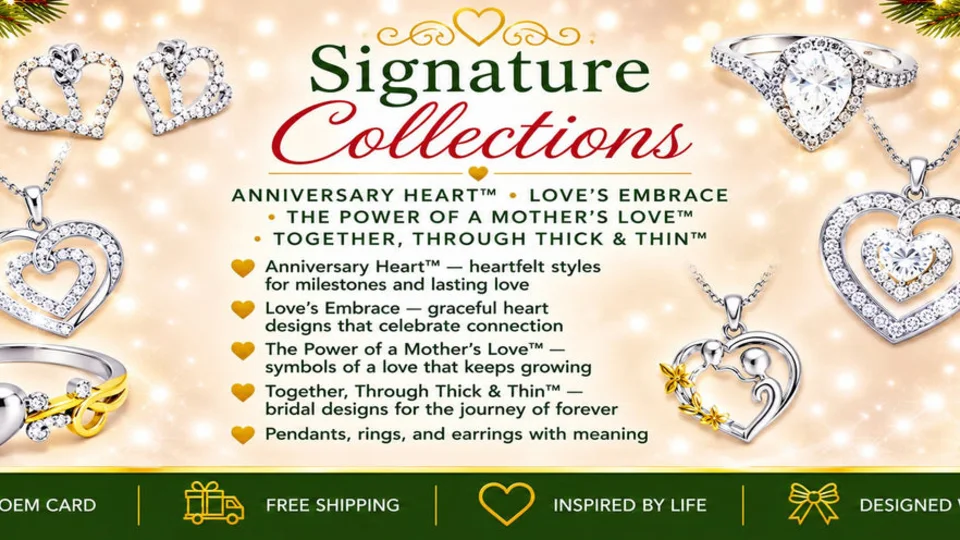 Signature
Collections
ANNIVERSARY HEART™ • LOVE'S EMBRACE
• THE POWER OF A MOTHER'S LOVE™
• TOGETHER, THROUGH THICK & THIN™
Anniversary Heart™ — heartfelt styles
for milestones and lasting love
Love's Embrace — graceful heart
designs that celebrate connection
The Power of a Mother's Love™ —
symbols of a love that keeps growing
Together, Through Thick & Thin™ —
bridal designs for the journey of forever
Pendants, rings, and earrings with meaning
OEM CARD
FREE SHIPPING
INSPIRED BY LIFE
DESIGNED